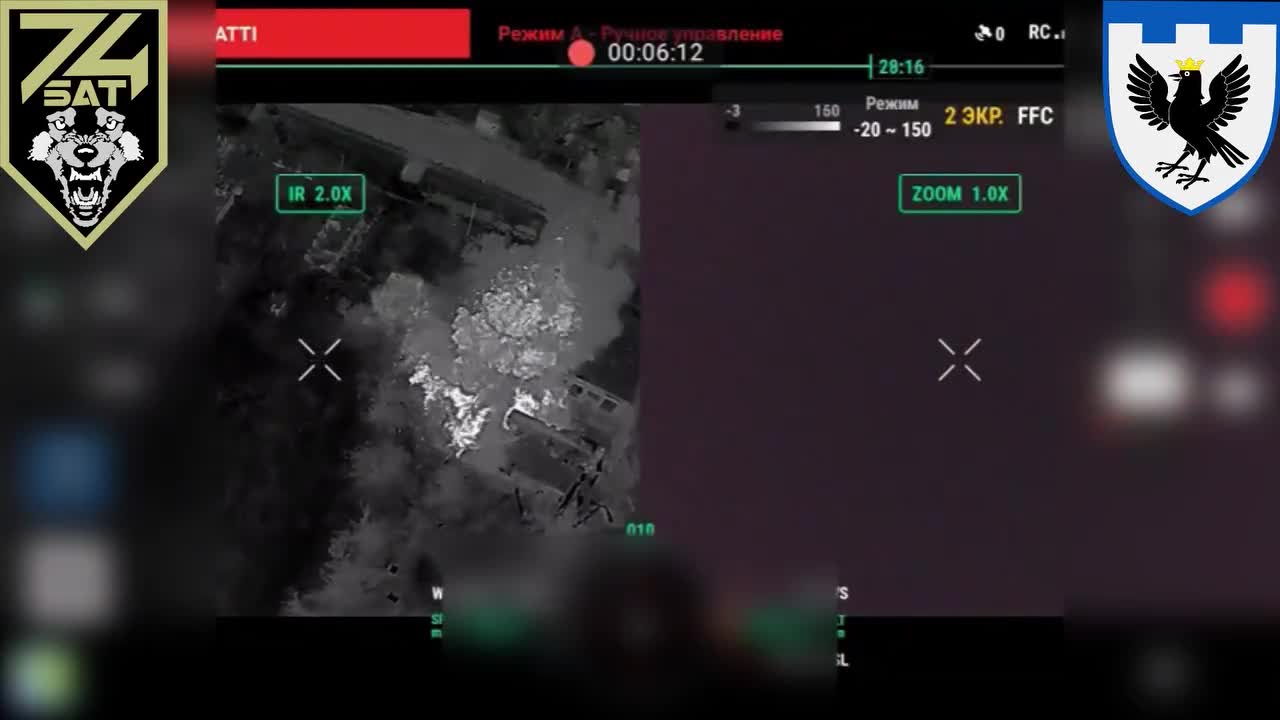 74
SAT
ATTI
Режим А - Ручное управление
00:06:12
0
RC
28:16
-3
150
Режим
-20 ~ 150
2 ЭКР.
FFC
IR 2.0X
ZOOM 1.0X
010